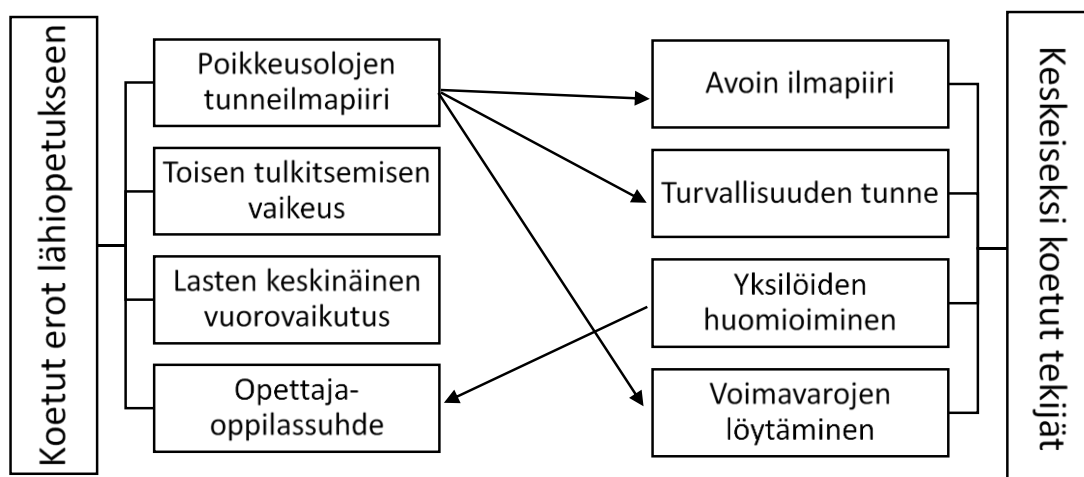 Koetut erot lähiopetukseen
Poikkeusolojen
tunneilmapiiri
Toisen tulkitsemisen
vaikeus
Lasten keskinäinen
vuorovaikutus
Opettaja-
oppilassuhde
Avoin ilmapiiri
Turvallisuuden tunne
Yksilöiden
huomioiminen
Voimavarojen
löytäminen
Keskeiseksi koetut tekijät